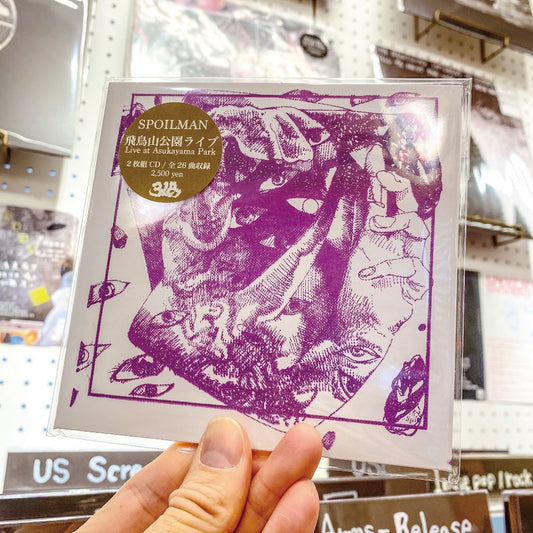 SPOILMAN
飛鳥山公園ライブ
Live at Asukayama Park
2枚組CD / 全26曲収録
2,500 yen
US Scre
US
pop / rock
Arms-Release